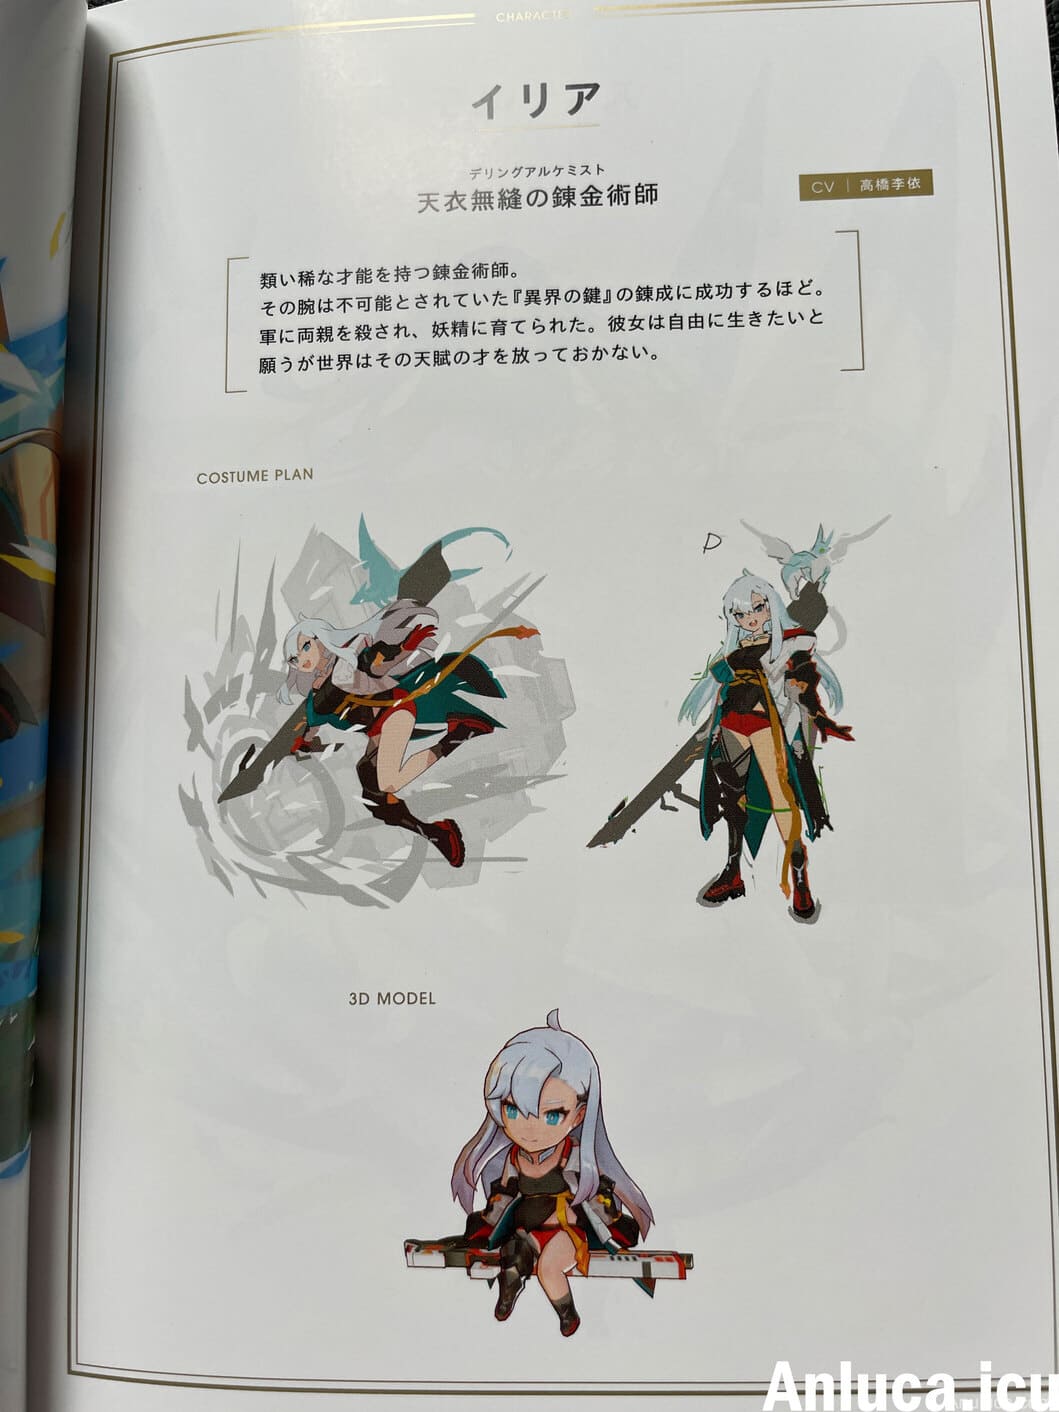 CHARACTER
イリア
デリングアルケミスト
天衣無縫の錬金術師
CV｜高橋李依
類い稀な才能を持つ錬金術師。
その腕は不可能とされていた『異界の鍵』の錬成に成功するほど。
軍に両親を殺され、妖精に育てられた。彼女は自由に生きたいと
願うが世界はその天賦の才を放っておかない。
COSTUME PLAN
D
3D MODEL
Anluca.icu